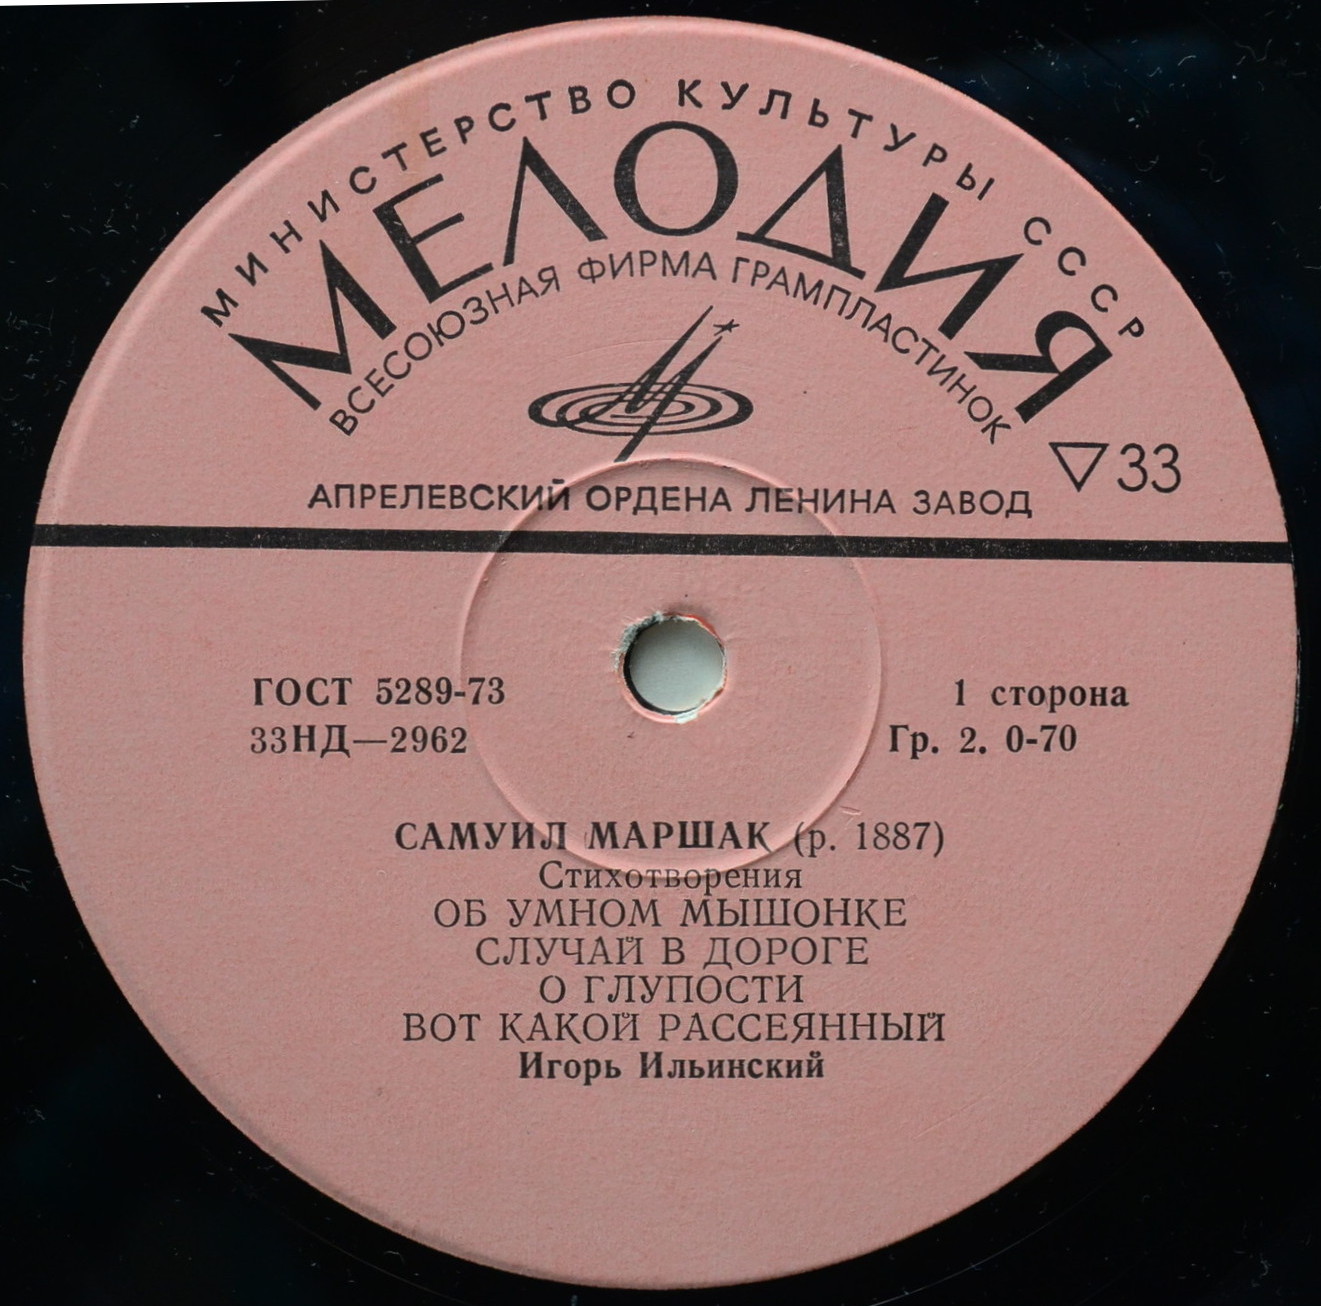 МИНИСТЕРСТВО КУЛЬТУРЫ СССР
МЕЛОДИЯ
ВСЕСОЮЗНАЯ ФИРМА ГРАМПЛАСТИНОК
▽33
АПРЕЛЕВСКИЙ ОРДЕНА ЛЕНИНА ЗАВОД
ГОСТ 5289-73
1 сторона
33НД—2962
Гр. 2. 0-70
САМУИЛ МАРШАК (р. 1887)
Стихотворения
ОБ УМНОМ МЫШОНКЕ
СЛУЧАЙ В ДОРОГЕ
О ГЛУПОСТИ
ВОТ КАКОЙ РАССЕЯННЫЙ
Игорь Ильинский